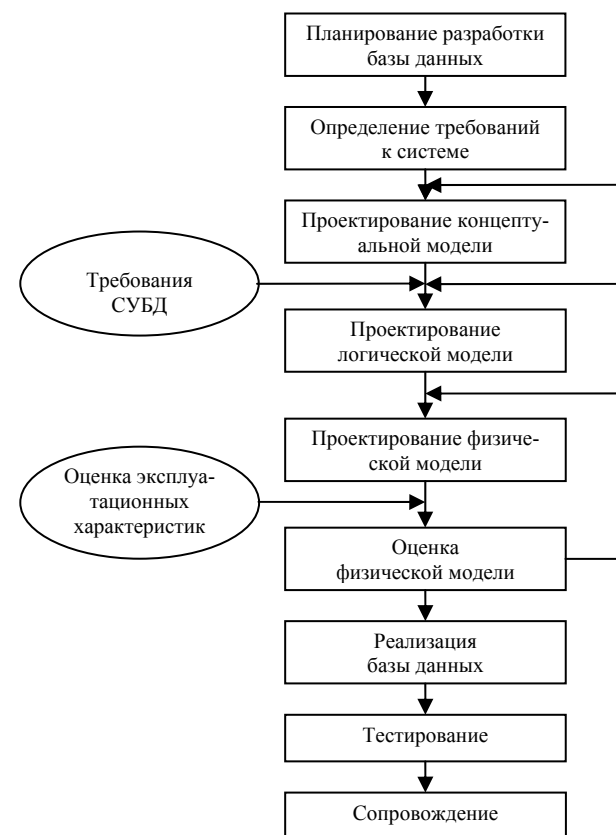 Планирование разработки
базы данных
Определение требований
к системе
Проектирование концепту-
альной модели
Требования
СУБД
Проектирование
логической модели
Проектирование физиче-
ской модели
Оценка эксплуа-
тационных
характеристик
Оценка
физической модели
Реализация
базы данных
Тестирование
Сопровождение